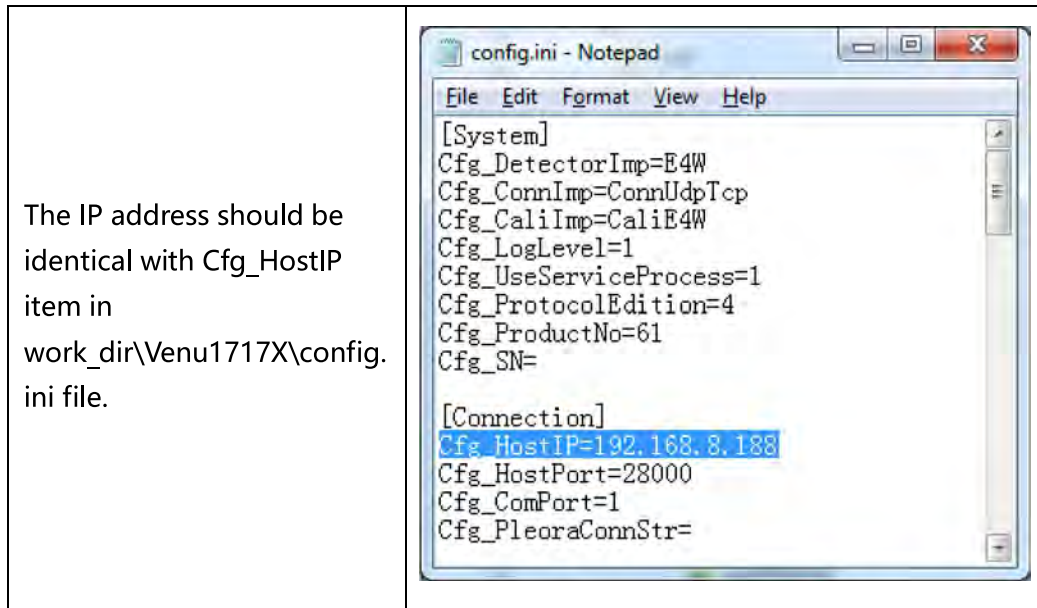 The IP address should be
identical with Cfg_HostIP
item in
work_dir\Venu1717X\config.
ini file.
config.ini - Notepad
File Edit Format View Help
[System]
Cfg_DetectorImp=E4W
Cfg_ConnImp=ConnUdpTcp
Cfg_CaliImp=CaliE4W
Cfg_LogLevel=1
Cfg_UseServiceProcess=1
Cfg_ProtocolEdition=4
Cfg_ProductNo=61
Cfg_SN=
[Connection]
Cfg_HostIP=192.168.8.188
Cfg_HostPort=28000
Cfg_ComPort=1
Cfg_PleoraConnStr=